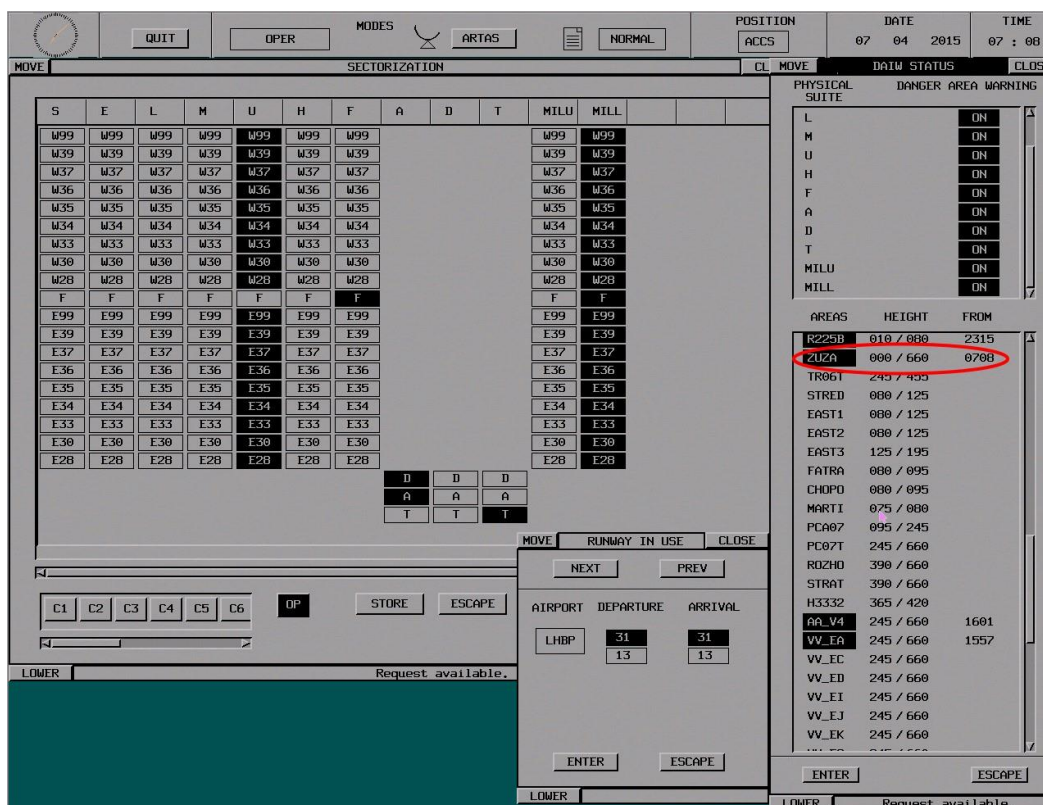 QUIT OPER MODES ARTAS NORMAL POSITION ACCS DATE 07 04 2015 TIME 07 : 08
MOVE SECTORIZATION CL
S E L M U H F A D T MILU MILL
W99 W99 W99 W99 W99 W99 W99 W99 W99
W39 W39 W39 W39 W39 W39 W39 W39 W39
W37 W37 W37 W37 W37 W37 W37 W37 W37
W36 W36 W36 W36 W36 W36 W36 W36 W36
W35 W35 W35 W35 W35 W35 W35 W35 W35
W34 W34 W34 W34 W34 W34 W34 W34 W34
W33 W33 W33 W33 W33 W33 W33 W33 W33
W30 W30 W30 W30 W30 W30 W30 W30 W30
W28 W28 W28 W28 W28 W28 W28 W28 W28
F F F F F F F F F
E99 E99 E99 E99 E99 E99 E99 E99 E99
E39 E39 E39 E39 E39 E39 E39 E39 E39
E37 E37 E37 E37 E37 E37 E37 E37 E37
E36 E36 E36 E36 E36 E36 E36 E36 E36
E35 E35 E35 E35 E35 E35 E35 E35 E35
E34 E34 E34 E34 E34 E34 E34 E34 E34
E33 E33 E33 E33 E33 E33 E33 E33 E33
E30 E30 E30 E30 E30 E30 E30 E30 E30
E28 E28 E28 E28 E28 E28 E28 E28 E28
D D D
A A A
T T T
C1 C2 C3 C4 C5 C6 OP STORE ESCAPE
LOWER Request available.
MOVE RUNWAY IN USE CLOSE
NEXT PREV
AIRPORT DEPARTURE ARRIVAL
LHBP 31 31
13 13
ENTER ESCAPE
LOWER
MOVE DAIW STATUS CLOS
PHYSICAL SUITE DANGER AREA WARNING
L ON
M ON
U ON
H ON
F ON
A ON
D ON
T ON
MILU ON
MILL ON
AREAS HEIGHT FROM
R225B 010 / 080 2315
ZUZA 000 / 660 0708
TR06T 245 / 455
STRED 080 / 125
EAST1 080 / 125
EAST2 080 / 125
EAST3 125 / 195
FATRA 080 / 095
CHOPO 080 / 095
MARTI 075 / 080
PCA07 095 / 245
PC07T 245 / 660
ROZHO 390 / 660
STRAT 390 / 660
H3332 365 / 420
AA_V4 245 / 660 1601
VV_EA 245 / 660 1557
VV_EC 245 / 660
VV_ED 245 / 660
VV_EI 245 / 660
VV_EJ 245 / 660
VV_EK 245 / 660
ENTER ESCAPE
LOWER Request available